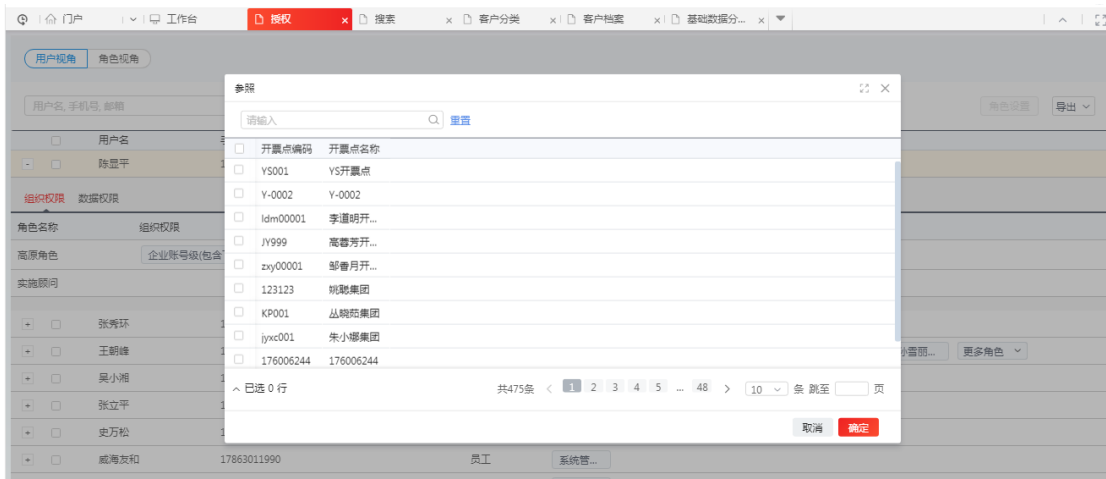 门户 工作台 授权 搜素 客户分类 客户档案 基础数据分...
用户视角 角色视角
参照
用户名, 手机号, 邮箱 请输入 重置 角色设置 导出
用户名 开票点编码 开票点名称
陈显平 YS001 YS开票点
Y-0002 Y-0002
组织权限 数据权限
ldm00001 李道明开...
角色名称 组织权限
JY999 高蓉芳开...
高原角色 企业账号级(包含
zxy00001 邹香月开...
实施顾问 123123 姚聪集团
KP001 丛晓茹集团
张秀环 jyxc001 朱小娜集团
王朝峰 176006244 176006244 小雪丽... 更多角色
吴小湘 已选 0 行 共475条 1 2 3 4 5 ... 48 10 条 跳至 页
张立平
史万松 取消 确定
威海友和 17863011990 员工 系统管...